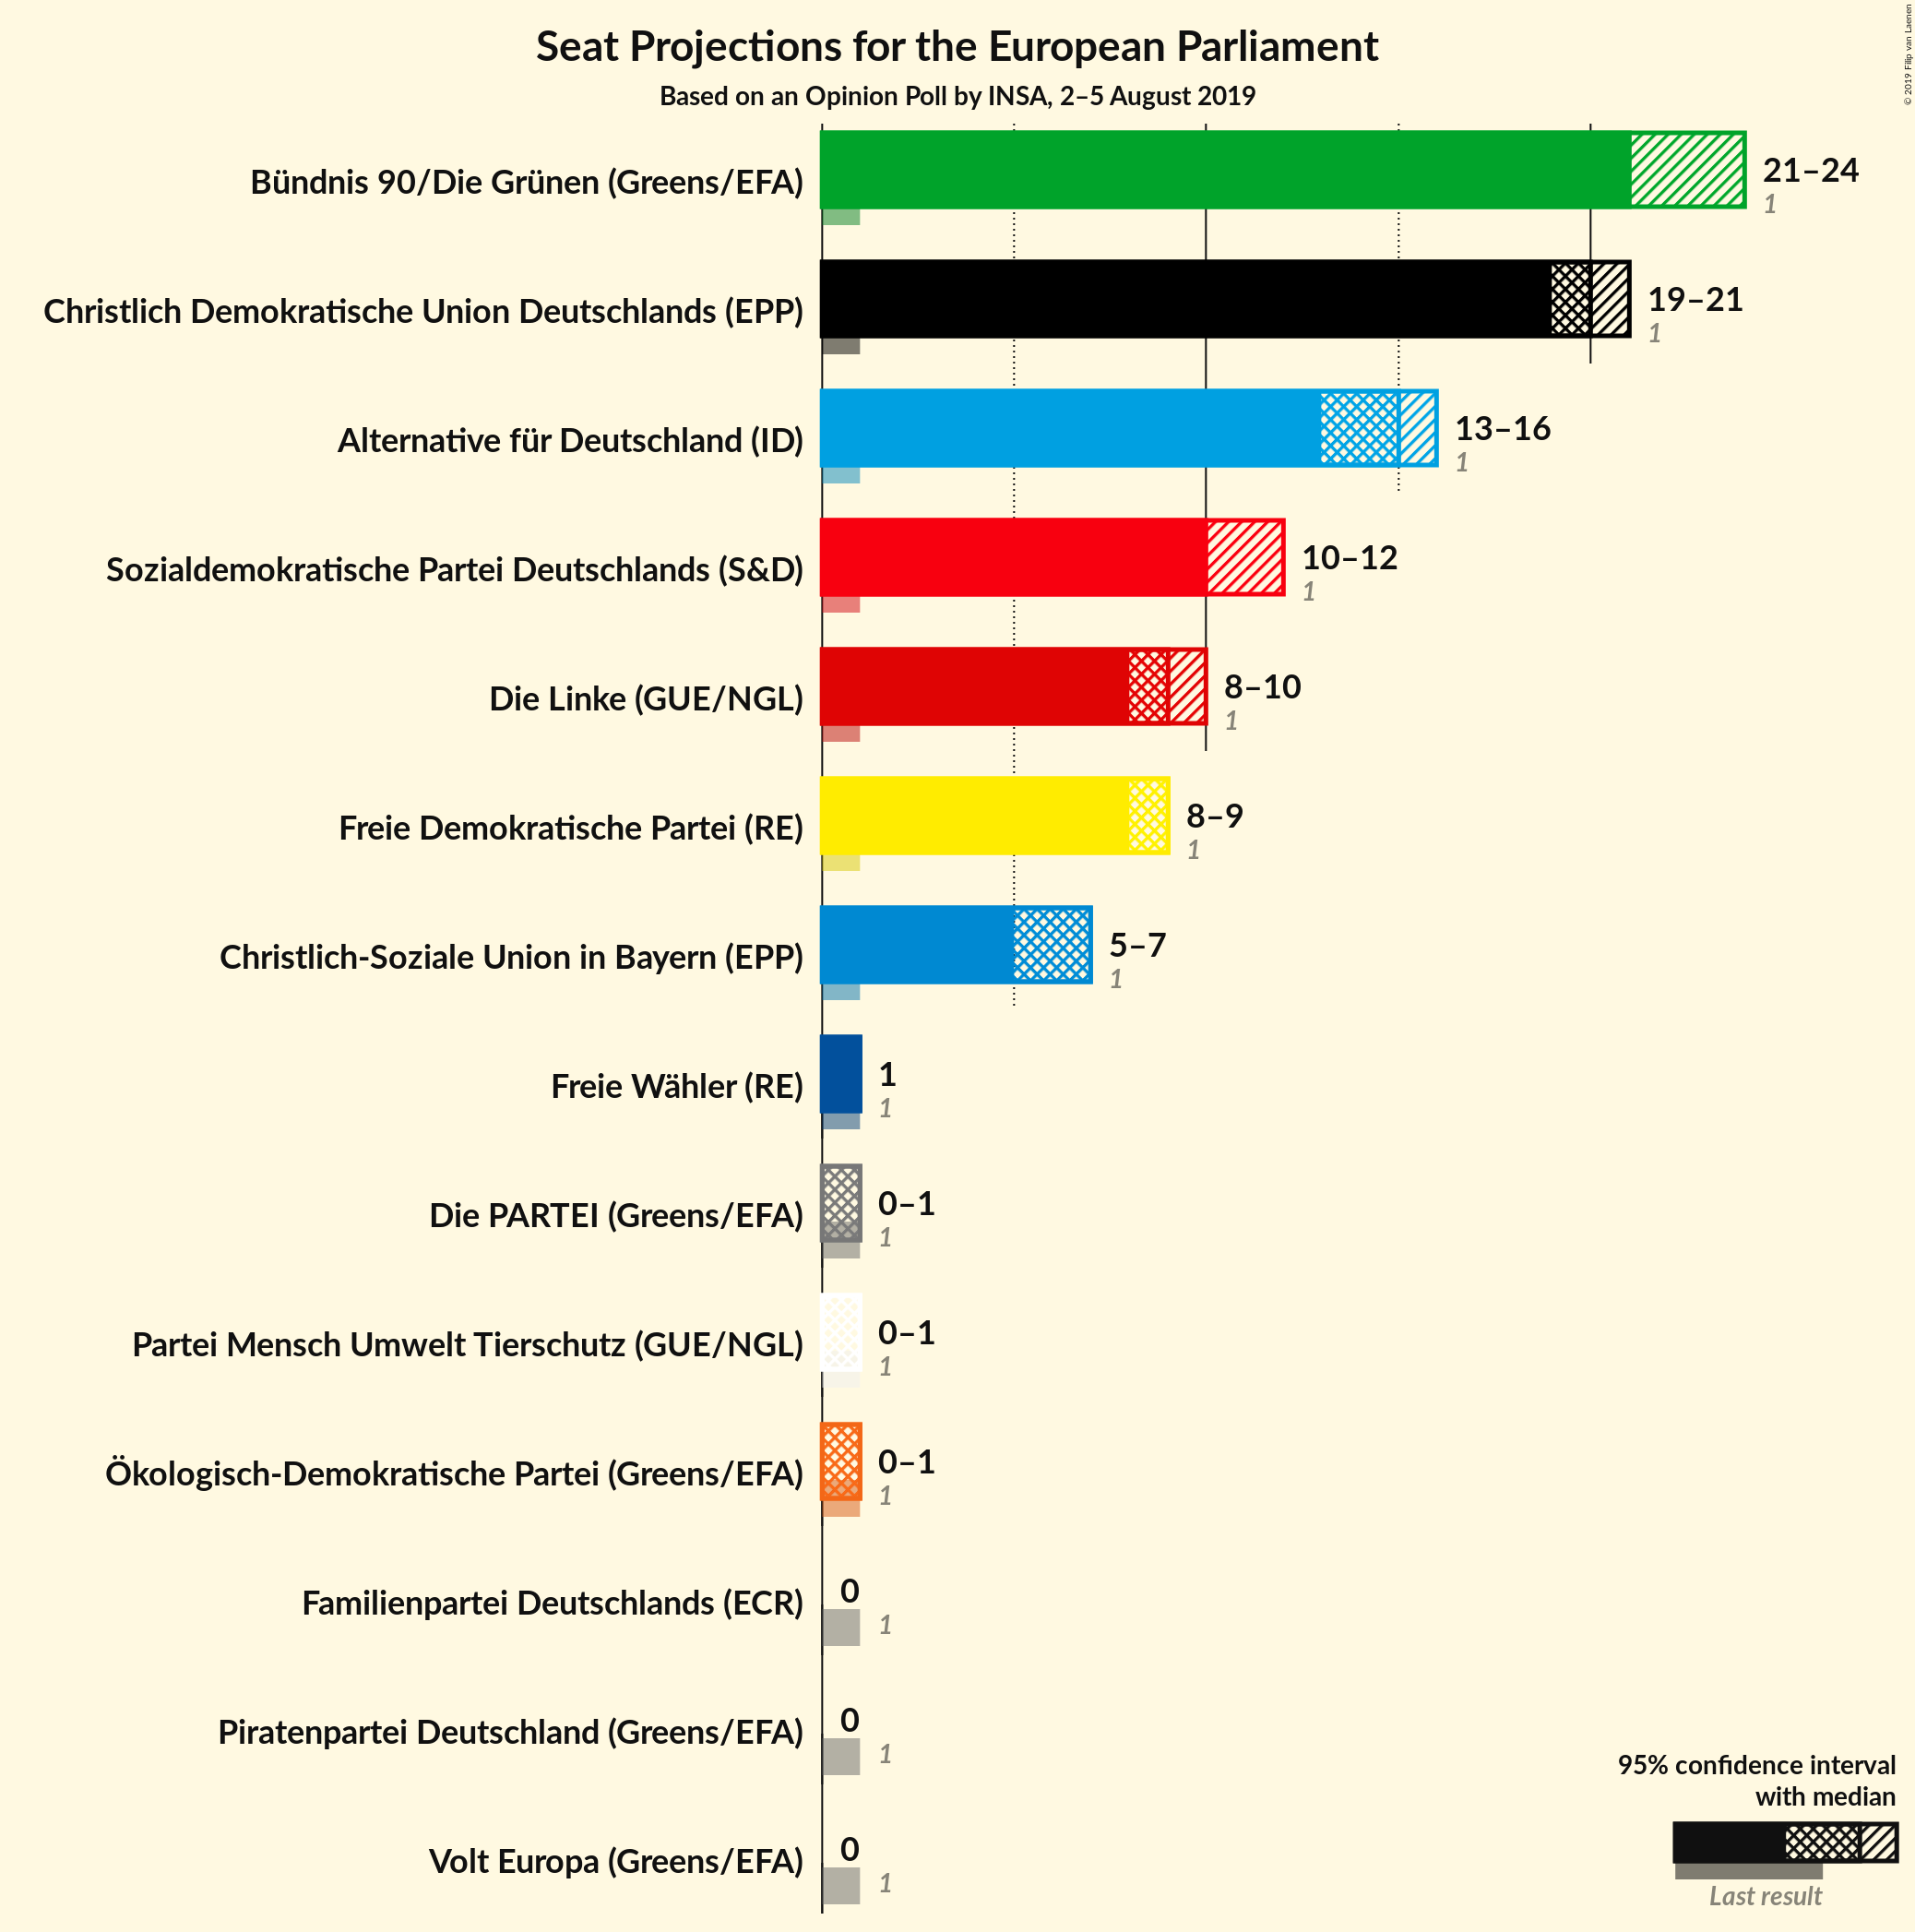 Seat Projections for the European Parliament
Based on an Opinion Poll by INSA, 2–5 August 2019
© 2019 Filip van Laenen
Bündnis 90/Die Grünen (Greens/EFA)
21–24
1
Christlich Demokratische Union Deutschlands (EPP)
19–21
1
Alternative für Deutschland (ID)
13–16
1
Sozialdemokratische Partei Deutschlands (S&D)
10–12
1
Die Linke (GUE/NGL)
8–10
1
Freie Demokratische Partei (RE)
8–9
1
Christlich-Soziale Union in Bayern (EPP)
5–7
1
Freie Wähler (RE)
1
1
Die PARTEI (Greens/EFA)
0–1
1
Partei Mensch Umwelt Tierschutz (GUE/NGL)
0–1
1
Ökologisch-Demokratische Partei (Greens/EFA)
0–1
1
Familienpartei Deutschlands (ECR)
0
1
Piratenpartei Deutschland (Greens/EFA)
0
1
Volt Europa (Greens/EFA)
0
1
95% confidence interval
with median
Last result